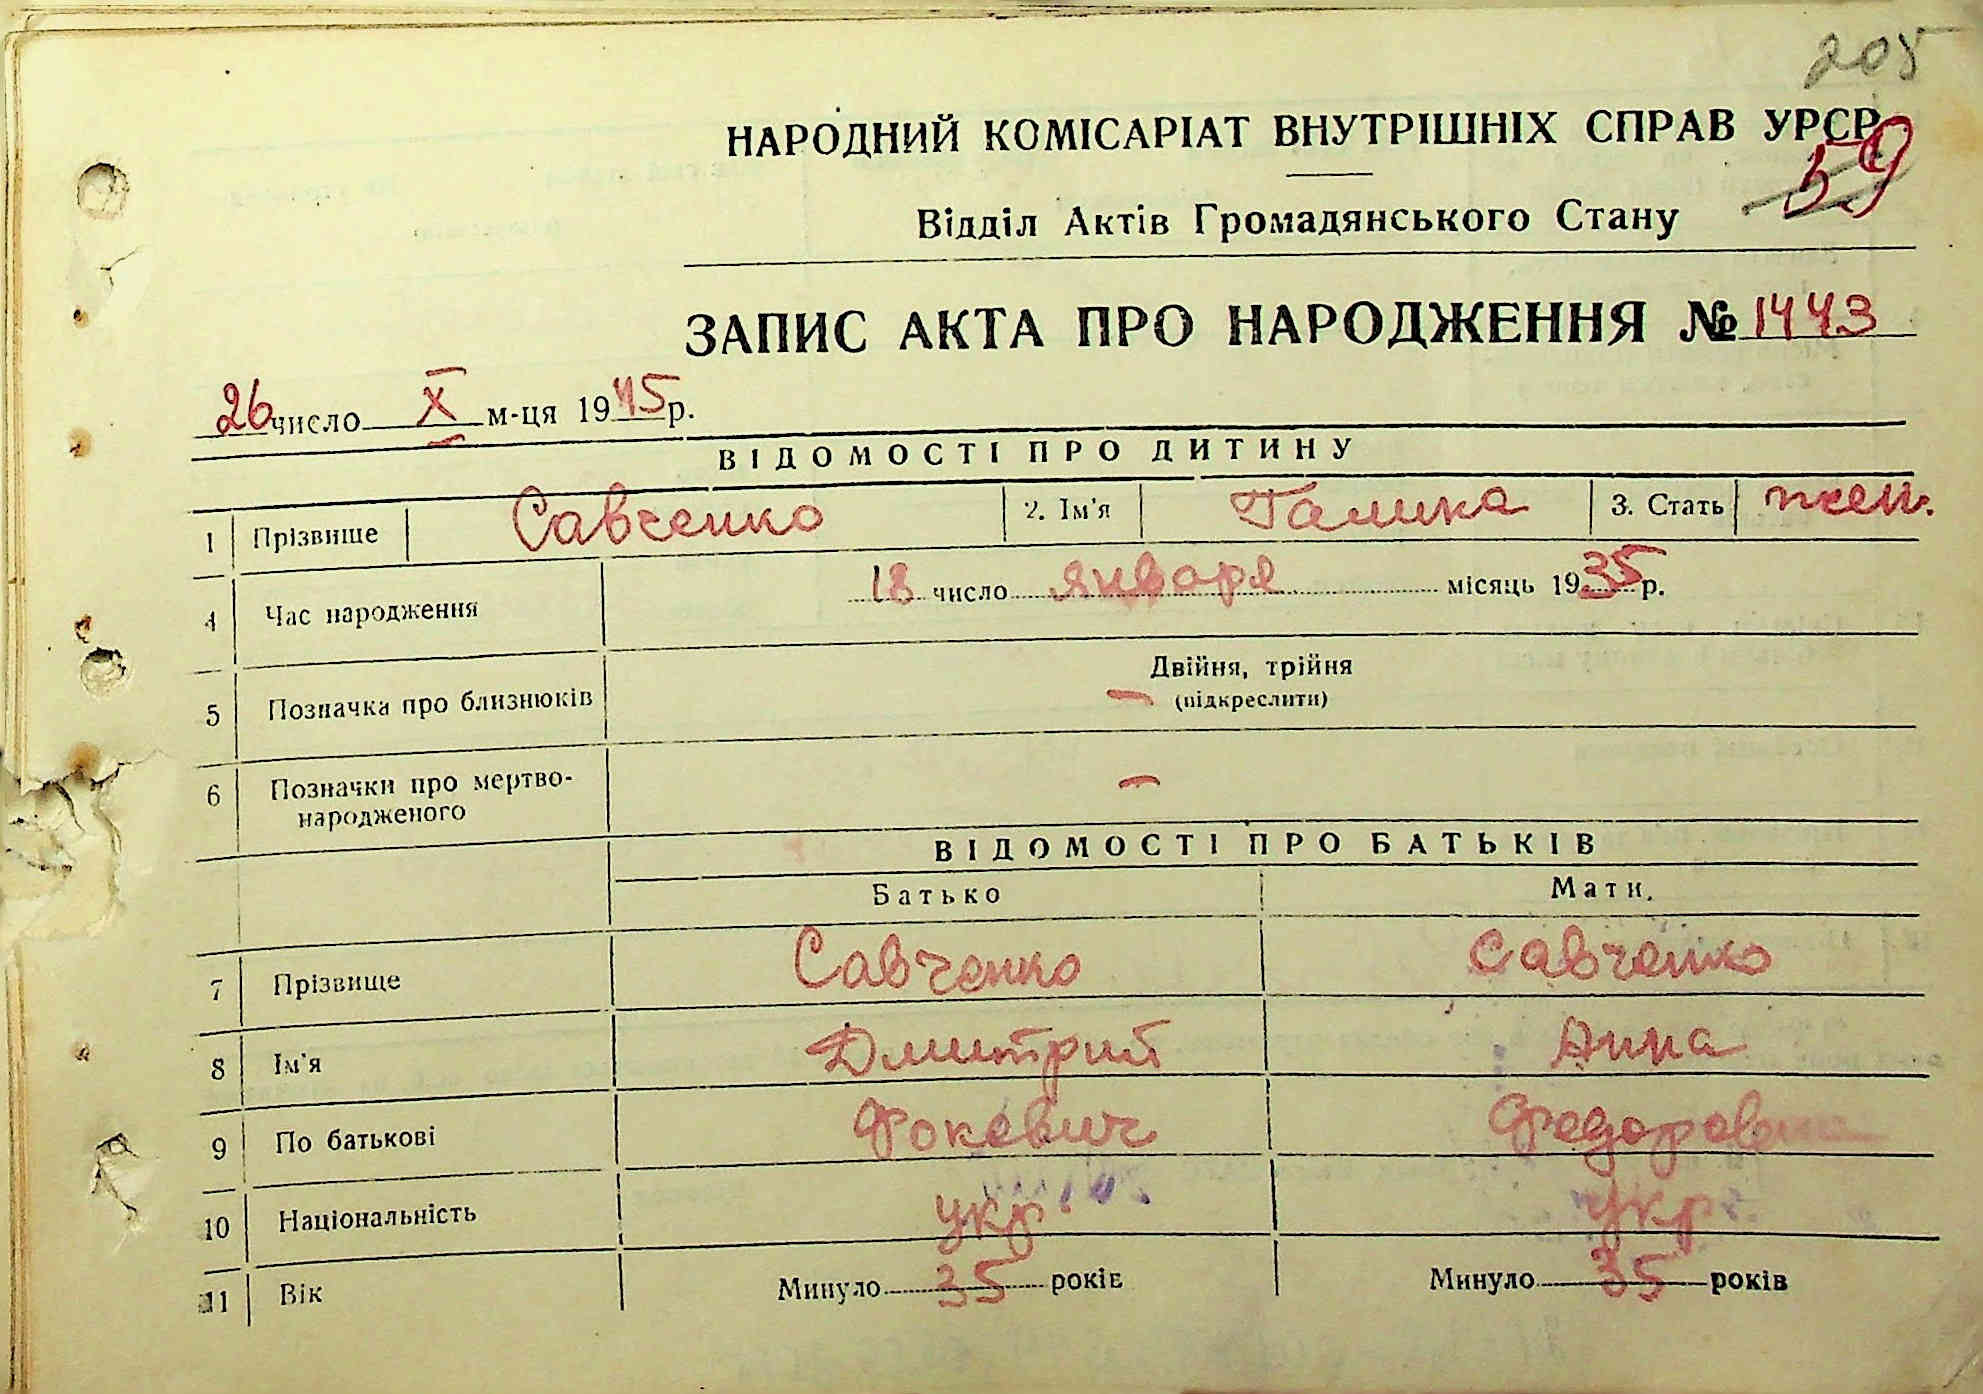 205
НАРОДНИЙ КОМІСАРІАТ ВНУТРІШНІХ СПРАВ УРСР
59
Відділ Актів Громадянського Стану
ЗАПИС АКТА ПРО НАРОДЖЕННЯ № 1443
26 число X м-ця 1945 р.
ВІДОМОСТІ ПРО ДИТИНУ
1 Прізвище Савченко 2. Ім'я Галина 3. Стать жен.
4 Час народження 18 число января місяць 1935 р.
5 Позначка про близнюків Двійня, трійня
— (підкреслити)
6 Позначки про мертво-
народженого —
ВІДОМОСТІ ПРО БАТЬКІВ
Батько Мати.
7 Прізвище Савченко Савченко
8 Ім'я Дмитрий Анна
9 По батькові Фокевич Федоровна
10 Національність укр укр
11 Вік Минуло 35 років Минуло 35 років